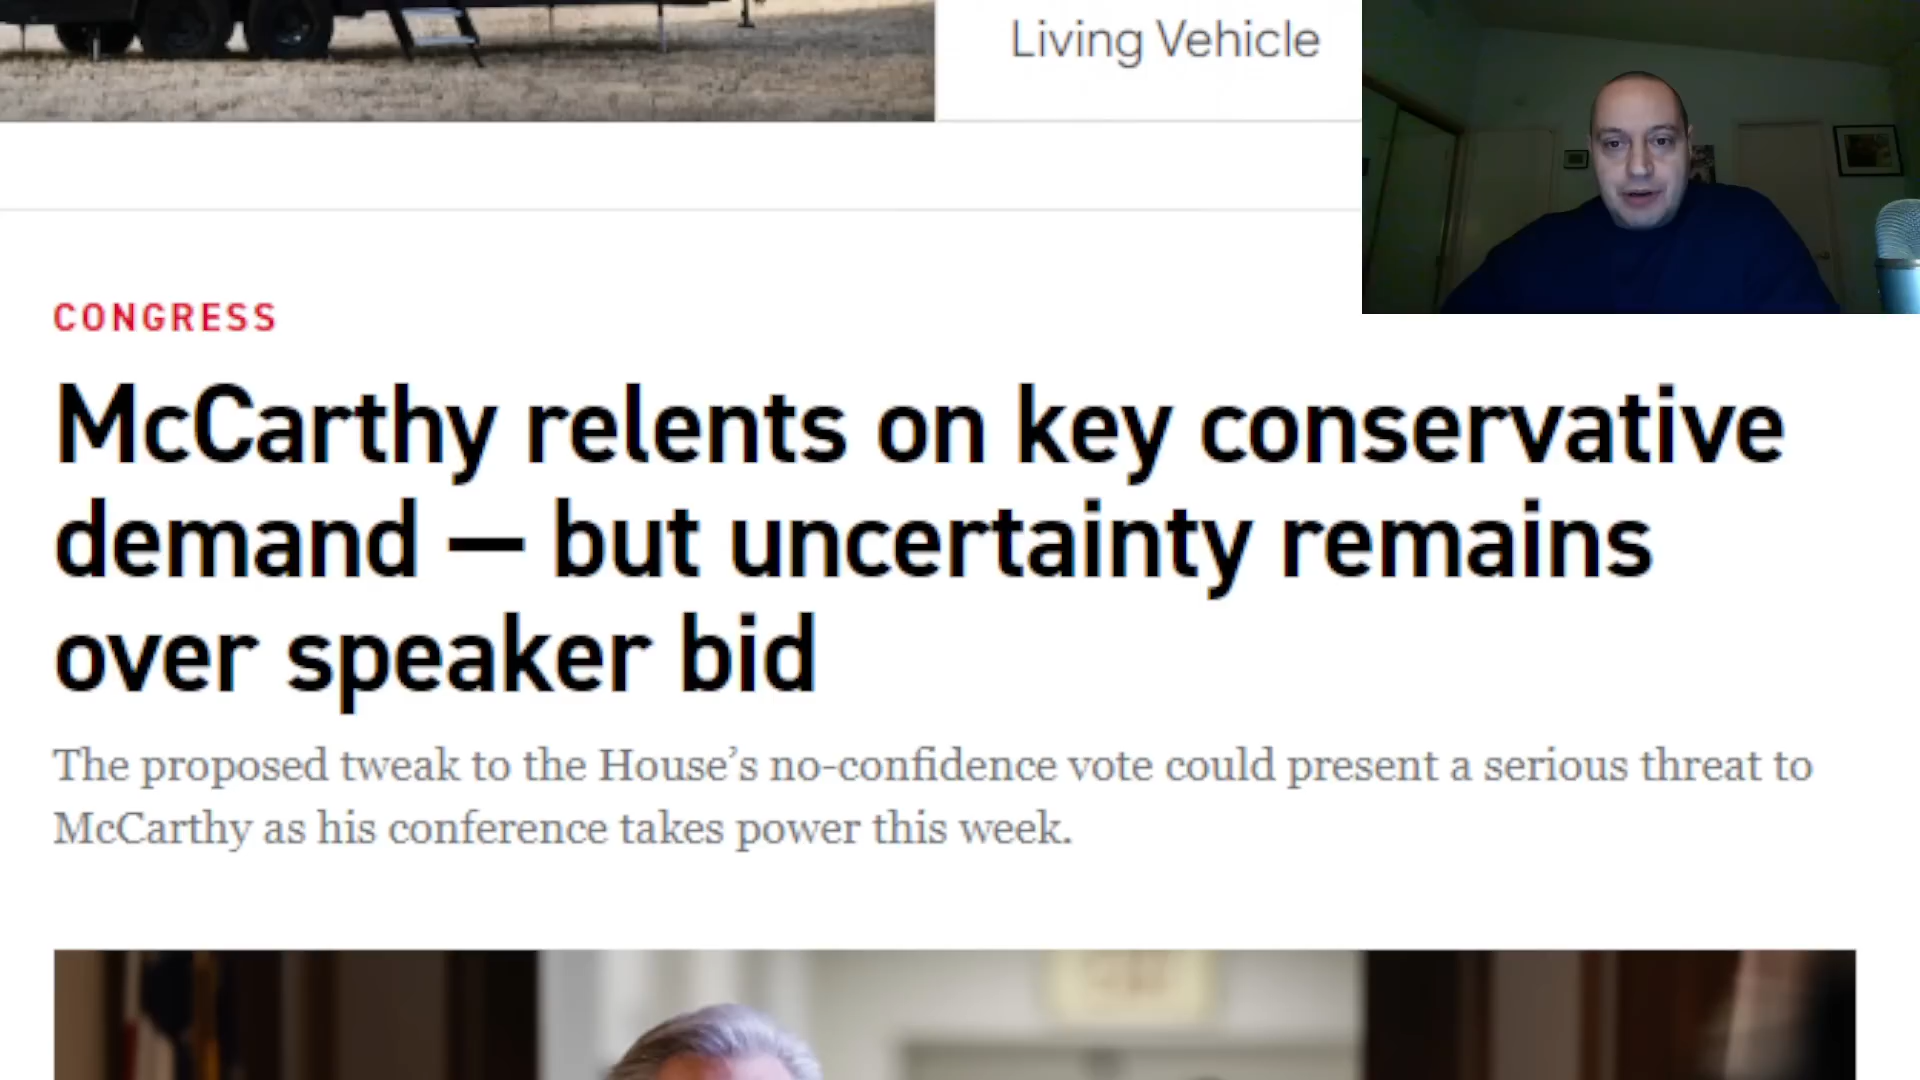 Living Vehicle
CONGRESS
McCarthy relents on key conservative
demand — but uncertainty remains
over speaker bid
The proposed tweak to the House’s no-confidence vote could present a serious threat to
McCarthy as his conference takes power this week.